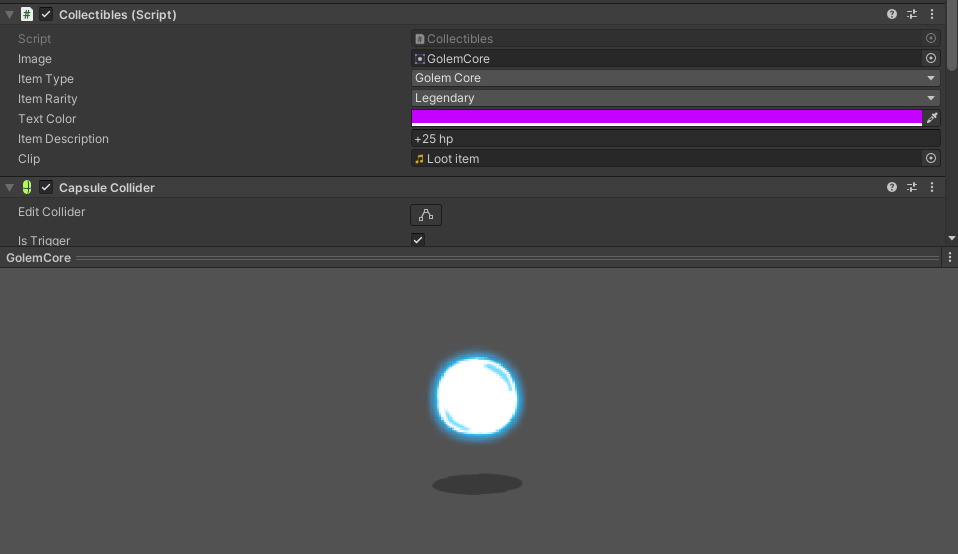 Collectibles (Script)
Script Collectibles
Image GolemCore
Item Type Golem Core
Item Rarity Legendary
Text Color
Item Description +25 hp
Clip Loot item
Capsule Collider
Edit Collider
Is Trigger
GolemCore